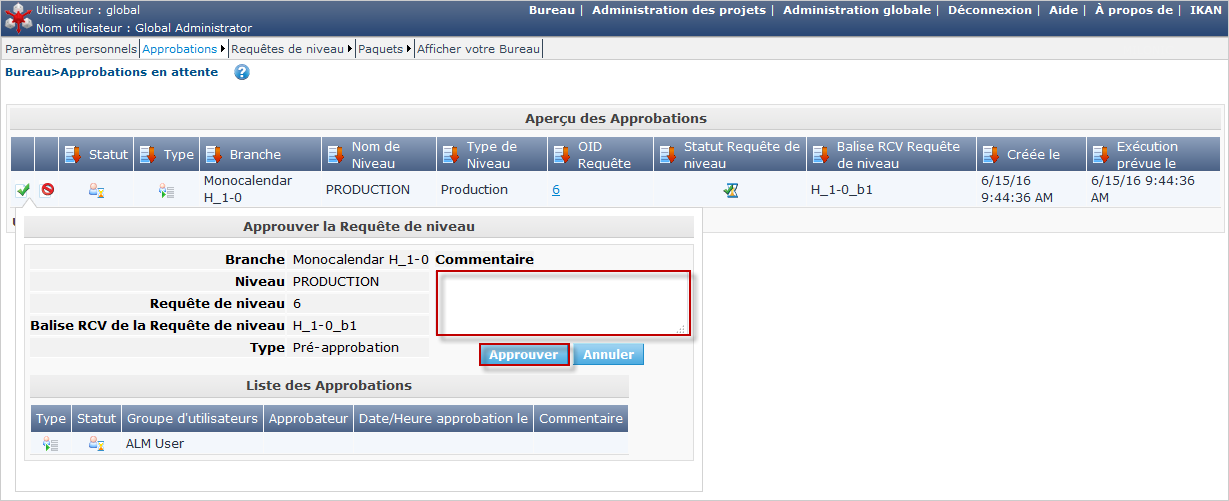 Utilisateur : global
Nom utilisateur : Global Administrator
Bureau | Administration des projets | Administration globale | Déconnexion | Aide | À propos de | IKAN
Paramètres personnels Approbations Requêtes de niveau Paquets Afficher votre Bureau
Bureau>Approbations en attente ?
Aperçu des Approbations
Statut Type Branche Nom de Niveau Type de Niveau OID Requête Statut Requête de niveau Balise RCV Requête de niveau Créée le Exécution prévue le
Monocalendar H_1-0 PRODUCTION Production 6 H_1-0_b1 6/15/16 9:44:36 AM 6/15/16 9:44:36 AM
Approuver la Requête de niveau
Branche Monocalendar H_1-0 Commentaire
Niveau PRODUCTION
Requête de niveau 6
Balise RCV de la Requête de niveau H_1-0_b1
Type Pré-approbation
Approuver Annuler
Liste des Approbations
Type Statut Groupe d'utilisateurs Approbateur Date/Heure approbation le Commentaire
ALM User